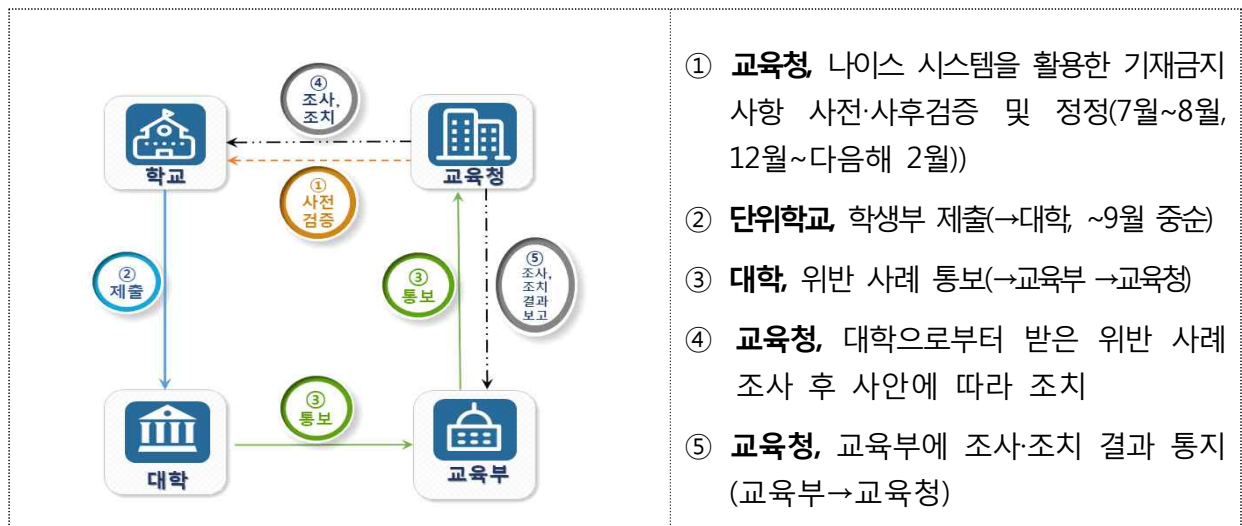 ④
조사,
조치
학교
교육청
①
사전
검증
②
제출
③
통보
⑤
조사,
조치
결과
보고
③
통보
대학
교육부
① 교육청, 나이스 시스템을 활용한 기재금지
사항 사전·사후검증 및 정정(7월~8월,
12월~다음해 2월))
② 단위학교, 학생부 제출(→대학, ~9월 중순)
③ 대학, 위반 사례 통보(→교육부 →교육청)
④ 교육청, 대학으로부터 받은 위반 사례
조사 후 사안에 따라 조치
⑤ 교육청, 교육부에 조사·조치 결과 통지
(교육부→교육청)